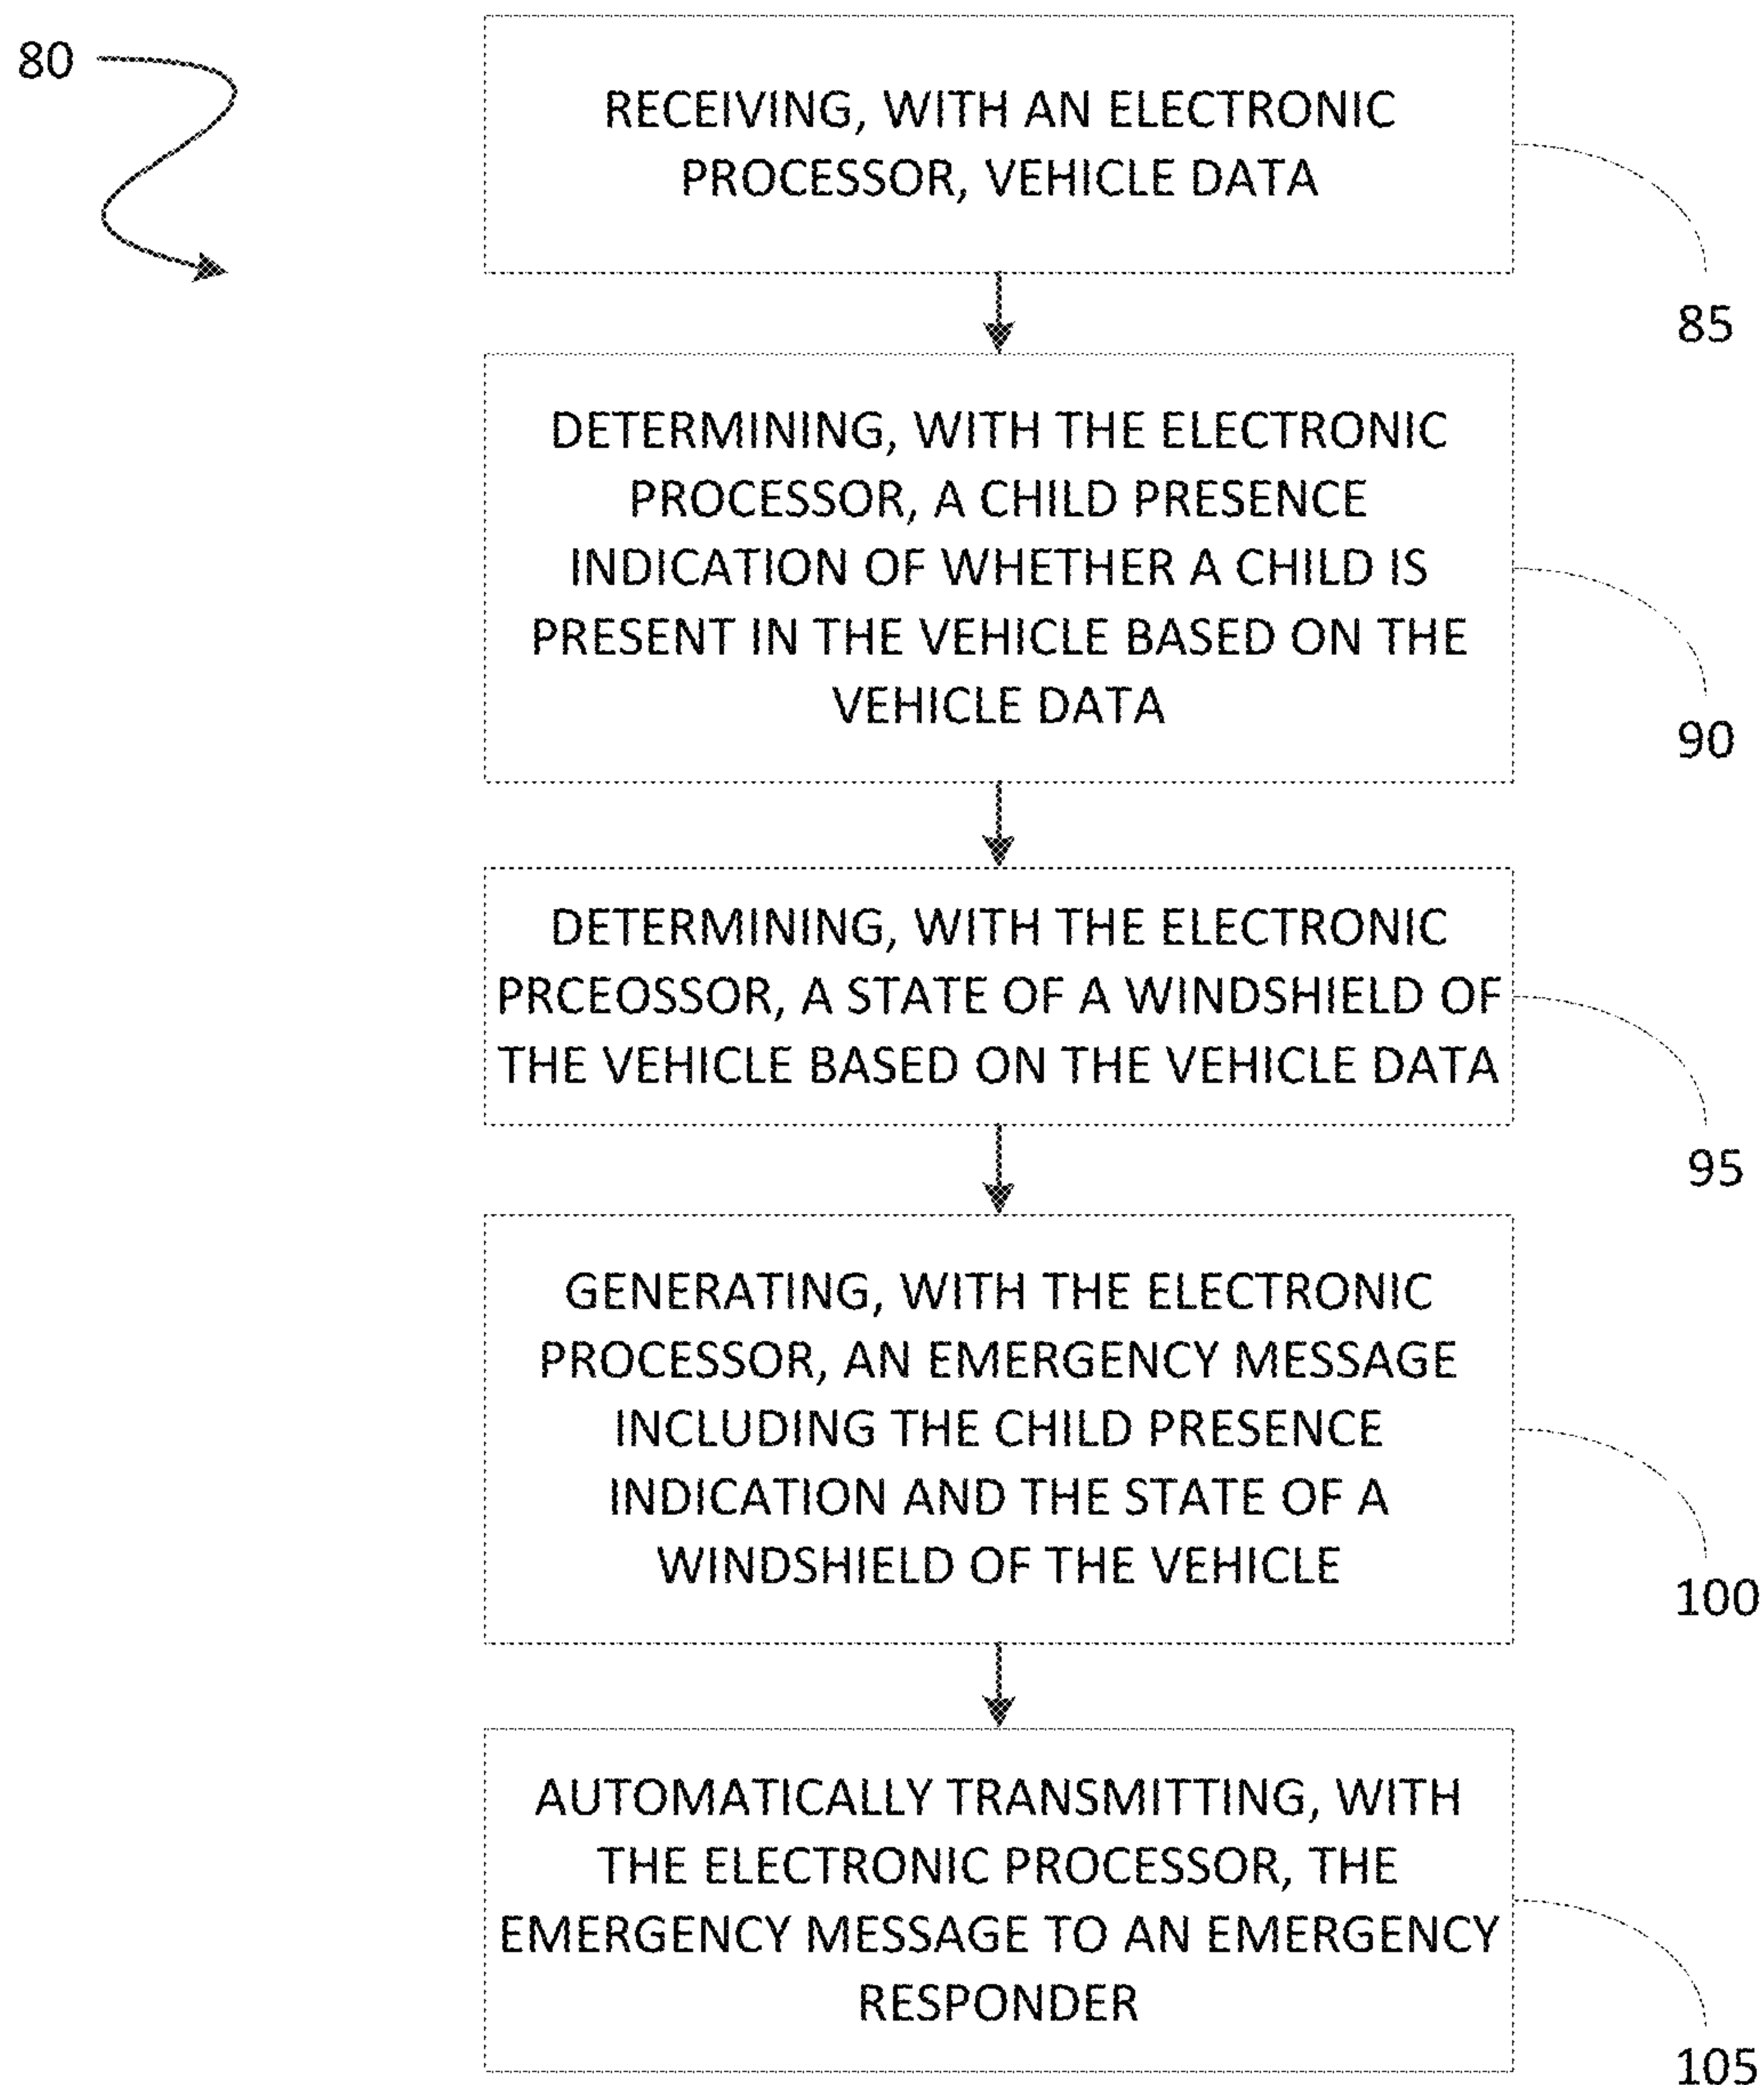 80
RECEIVING, WITH AN ELECTRONIC
PROCESSOR, VEHICLE DATA
85
DETERMINING, WITH THE ELECTRONIC
PROCESSOR, A CHILD PRESENCE
INDICATION OF WHETHER A CHILD IS
PRESENT IN THE VEHICLE BASED ON THE
VEHICLE DATA
90
DETERMINING, WITH THE ELECTRONIC
PRCEOSSOR, A STATE OF A WINDSHIELD OF
THE VEHICLE BASED ON THE VEHICLE DATA
95
GENERATING, WITH THE ELECTRONIC
PROCESSOR, AN EMERGENCY MESSAGE
INCLUDING THE CHILD PRESENCE
INDICATION AND THE STATE OF A
WINDSHIELD OF THE VEHICLE
100
AUTOMATICALLY TRANSMITTING, WITH
THE ELECTRONIC PROCESSOR, THE
EMERGENCY MESSAGE TO AN EMERGENCY
RESPONDER
105